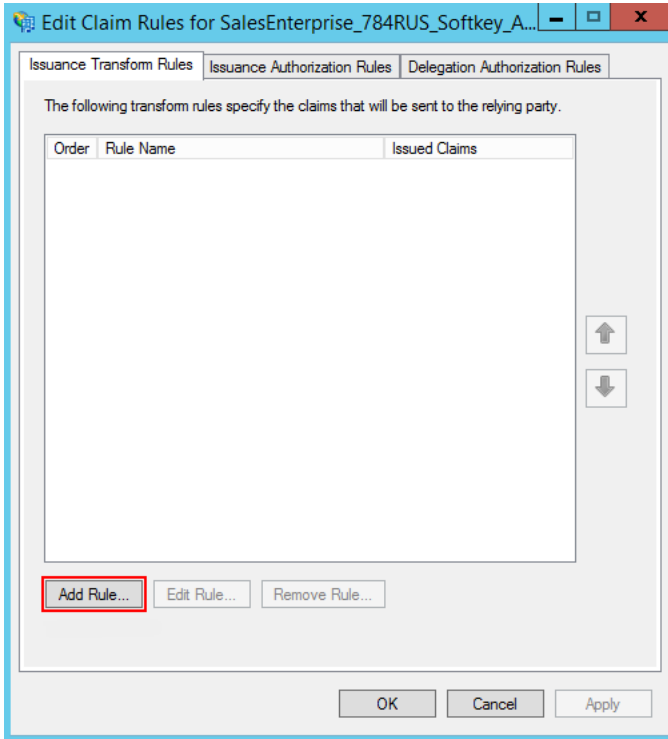 Edit Claim Rules for SalesEnterprise_784RUS_Softkey_A...
Issuance Transform Rules Issuance Authorization Rules Delegation Authorization Rules
The following transform rules specify the claims that will be sent to the relying party.
Order Rule Name Issued Claims
Add Rule... Edit Rule... Remove Rule...
OK Cancel Apply